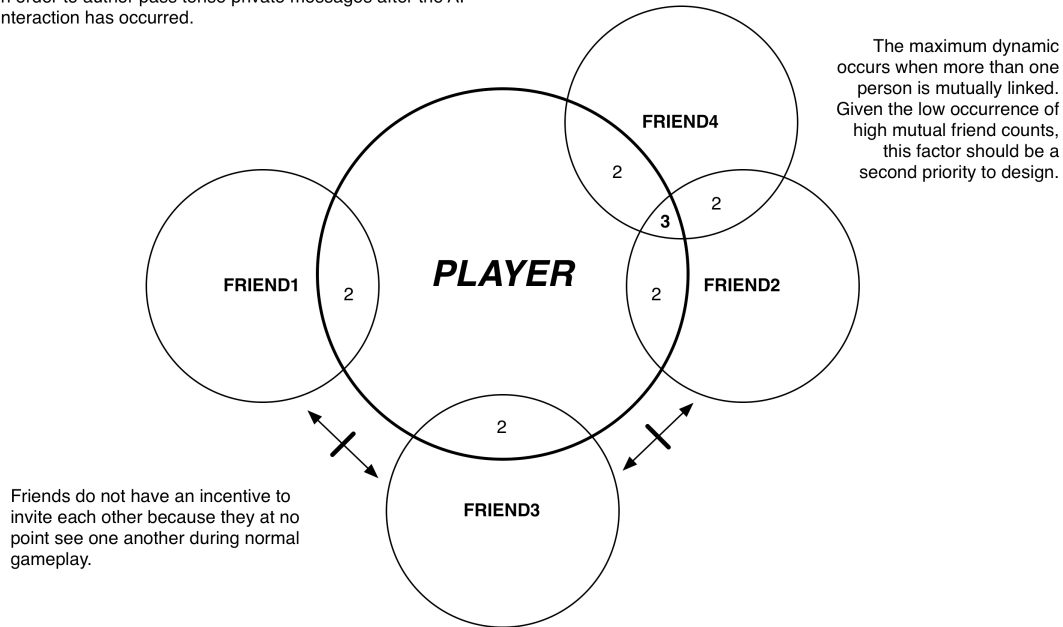 in order to author pass tense private messages after the AI
interaction has occurred.
The maximum dynamic
occurs when more than one
person is mutually linked.
Given the low occurrence of
high mutual friend counts,
this factor should be a
second priority to design.
FRIEND4
2
2
3
PLAYER
FRIEND1
2
2
FRIEND2
2
FRIEND3
Friends do not have an incentive to
invite each other because they at no
point see one another during normal
gameplay.